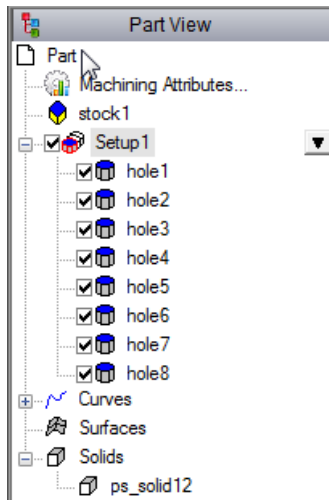 Part View
Part
Machining Attributes...
stock1
Setup1
hole1
hole2
hole3
hole4
hole5
hole6
hole7
hole8
Curves
Surfaces
Solids
ps_solid12